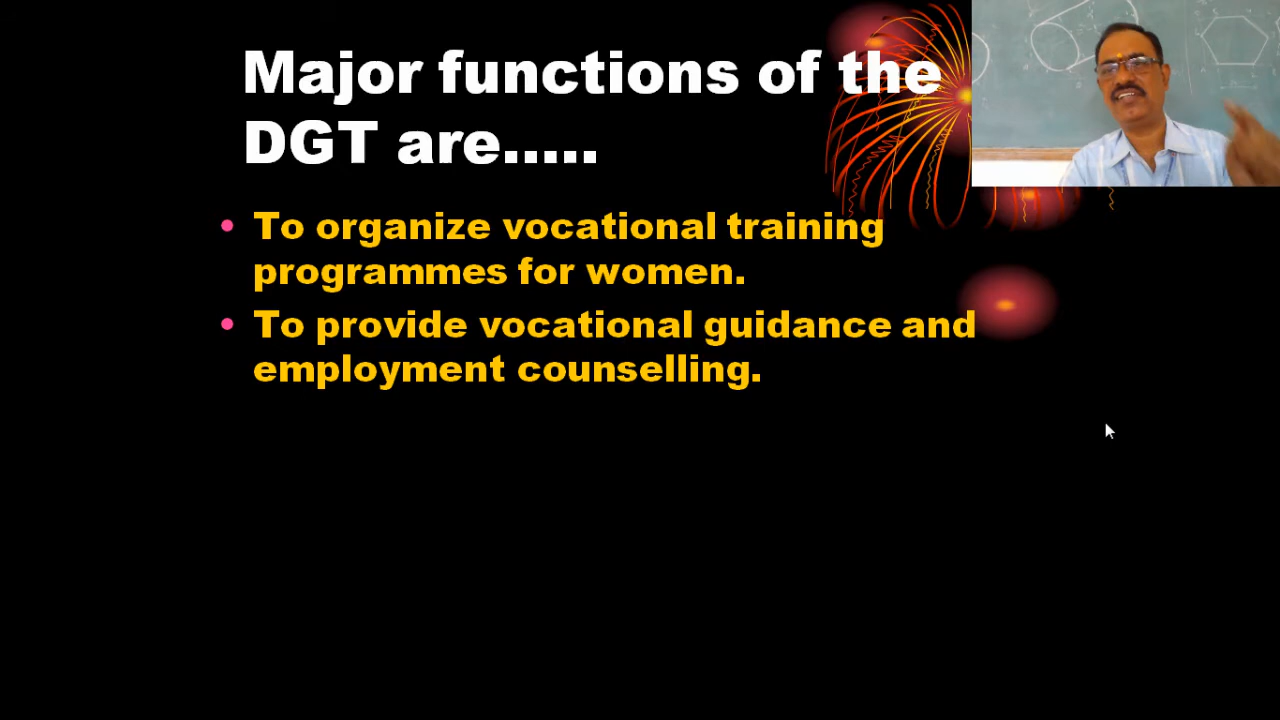 Major functions of the
DGT are.....
• To organize vocational training
programmes for women.
• To provide vocational guidance and
employment counselling.